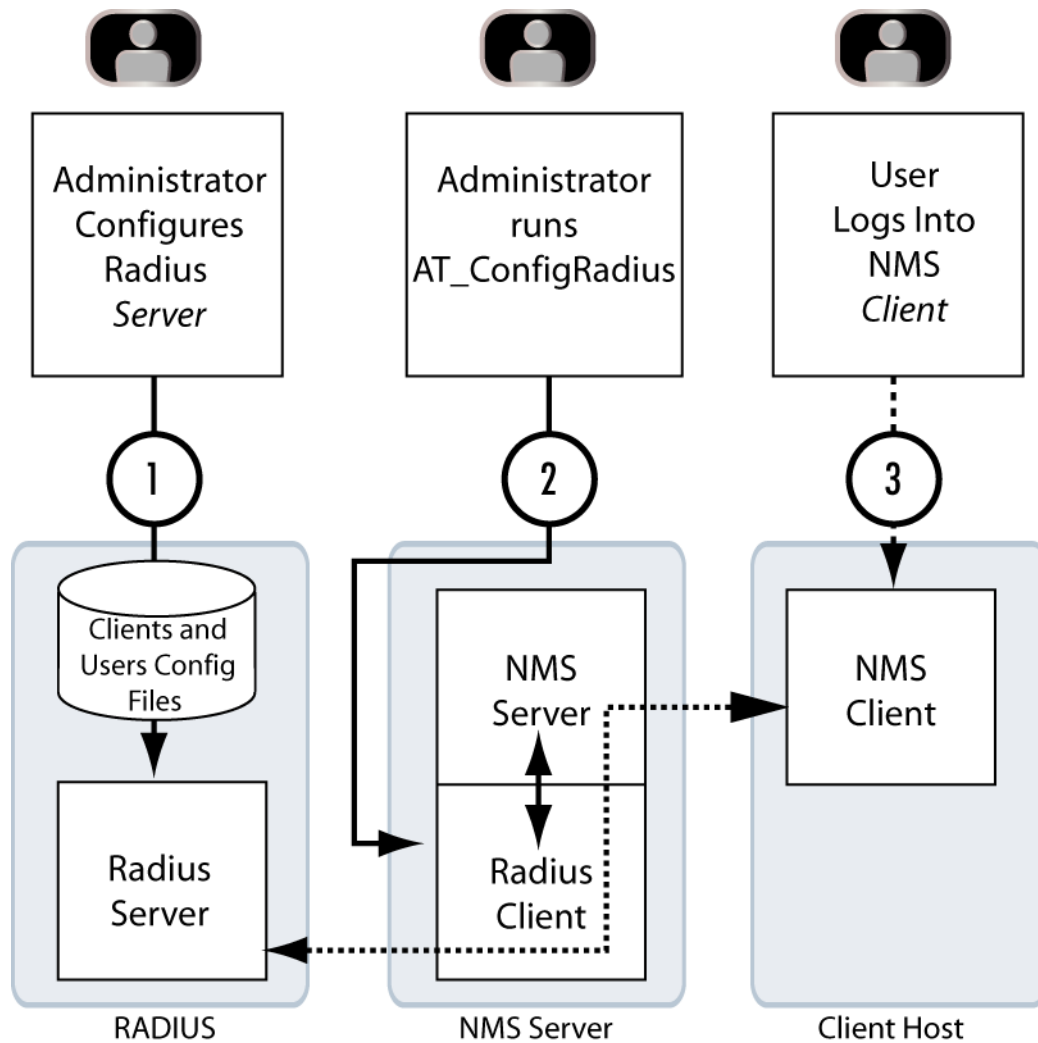 Administrator
Configures
Radius
Server
Administrator
runs
AT_ConfigRadius
User
Logs Into
NMS
Client
1
2
3
Clients and
Users Config
Files
Radius
Server
NMS
Server
Radius
Client
NMS
Client
RADIUS
NMS Server
Client Host